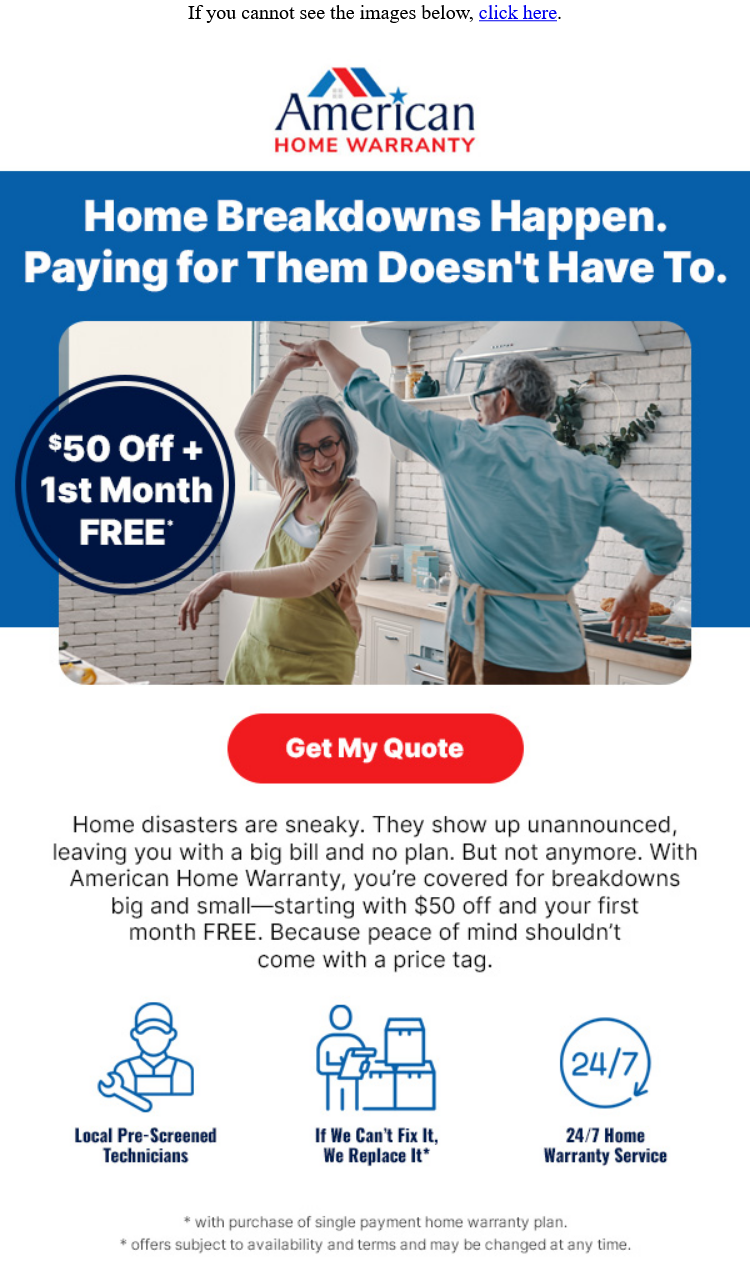 If you cannot see the images below, click here.
American
HOME WARRANTY
Home Breakdowns Happen.
Paying for Them Doesn't Have To.
$50 Off +
1st Month
FREE*
Get My Quote
Home disasters are sneaky. They show up unannounced,
leaving you with a big bill and no plan. But not anymore. With
American Home Warranty, you’re covered for breakdowns
big and small—starting with $50 off and your first
month FREE. Because peace of mind shouldn’t
come with a price tag.
24/7
Local Pre-Screened
Technicians
If We Can't Fix It,
We Replace It*
24/7 Home
Warranty Service
* with purchase of single payment home warranty plan.
* offers subject to availability and terms and may be changed at any time.